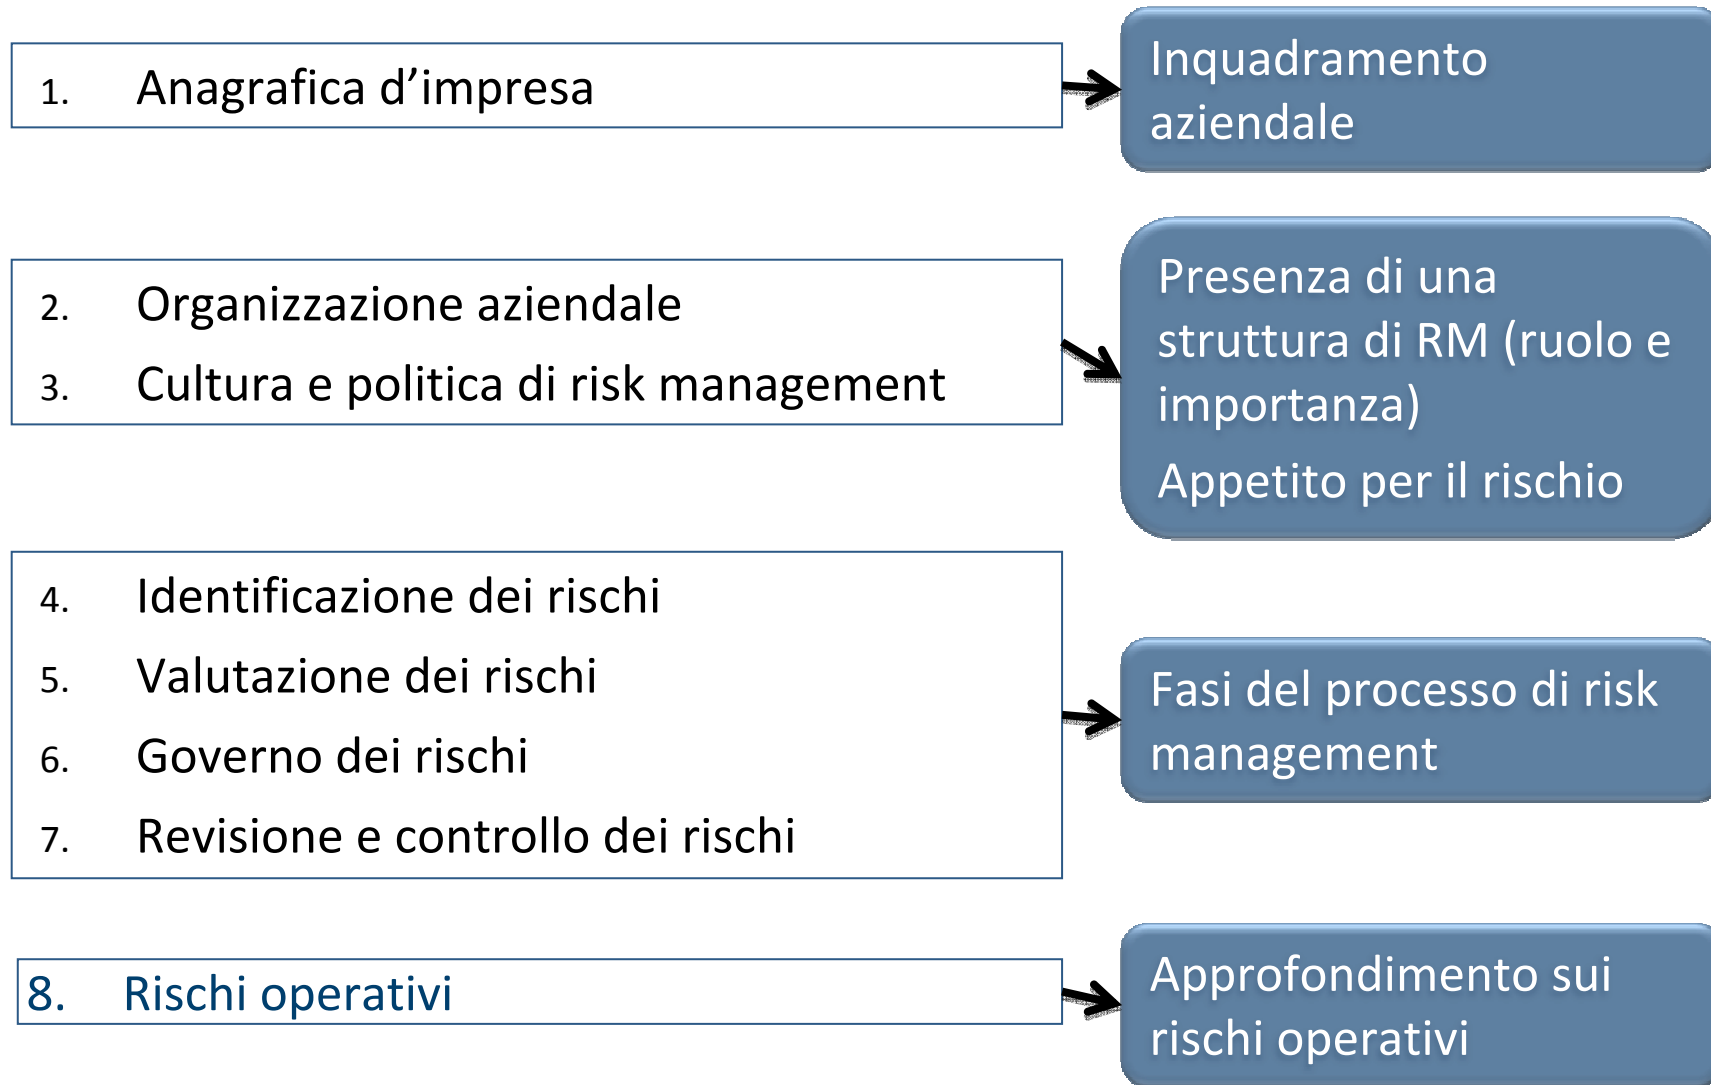 1. Anagrafica d’impresa
Inquadramento
aziendale
2. Organizzazione aziendale
3. Cultura e politica di risk management
Presenza di una
struttura di RM (ruolo e
importanza)
Appetito per il rischio
4. Identificazione dei rischi
5. Valutazione dei rischi
6. Governo dei rischi
7. Revisione e controllo dei rischi
Fasi del processo di risk
management
8. Rischi operativi
Approfondimento sui
rischi operativi